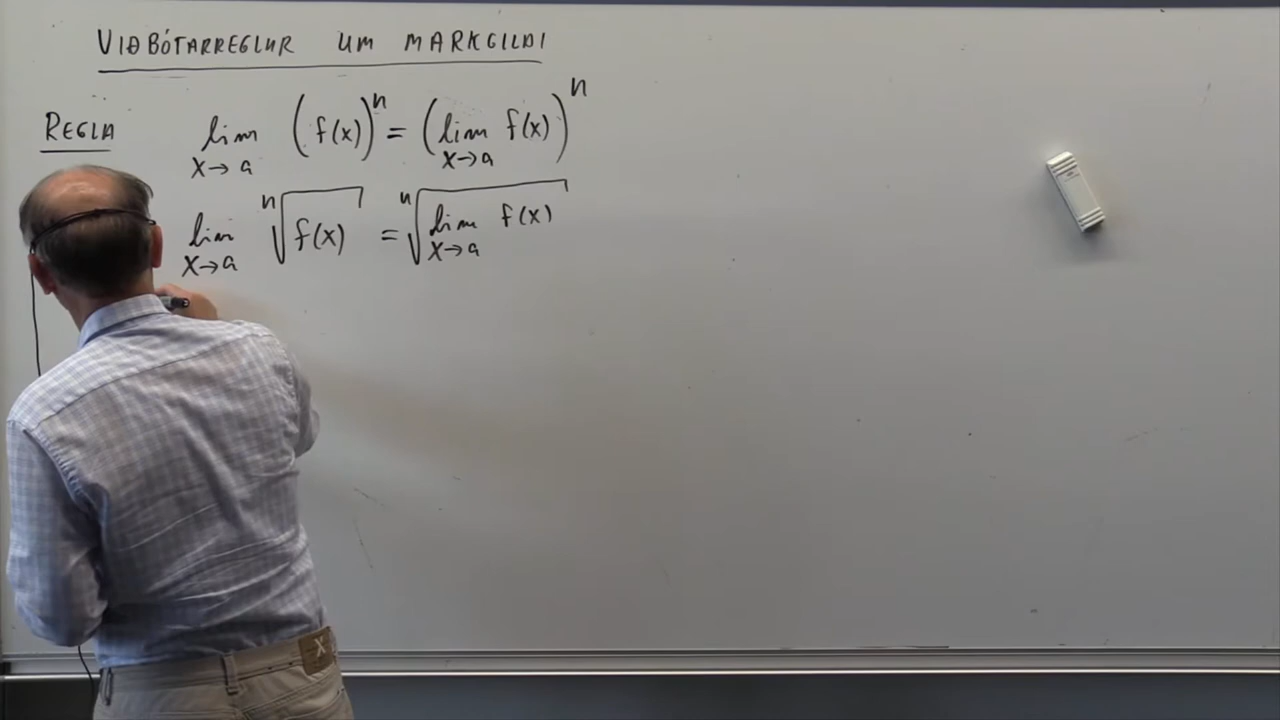 VIÐBÓTARREGLUR UM MARKGILDI
REGLA lim x→a (f(x))^n = (lim x→a f(x))^n
lim x→a ⁿ√f(x) = ⁿ√lim x→a f(x)